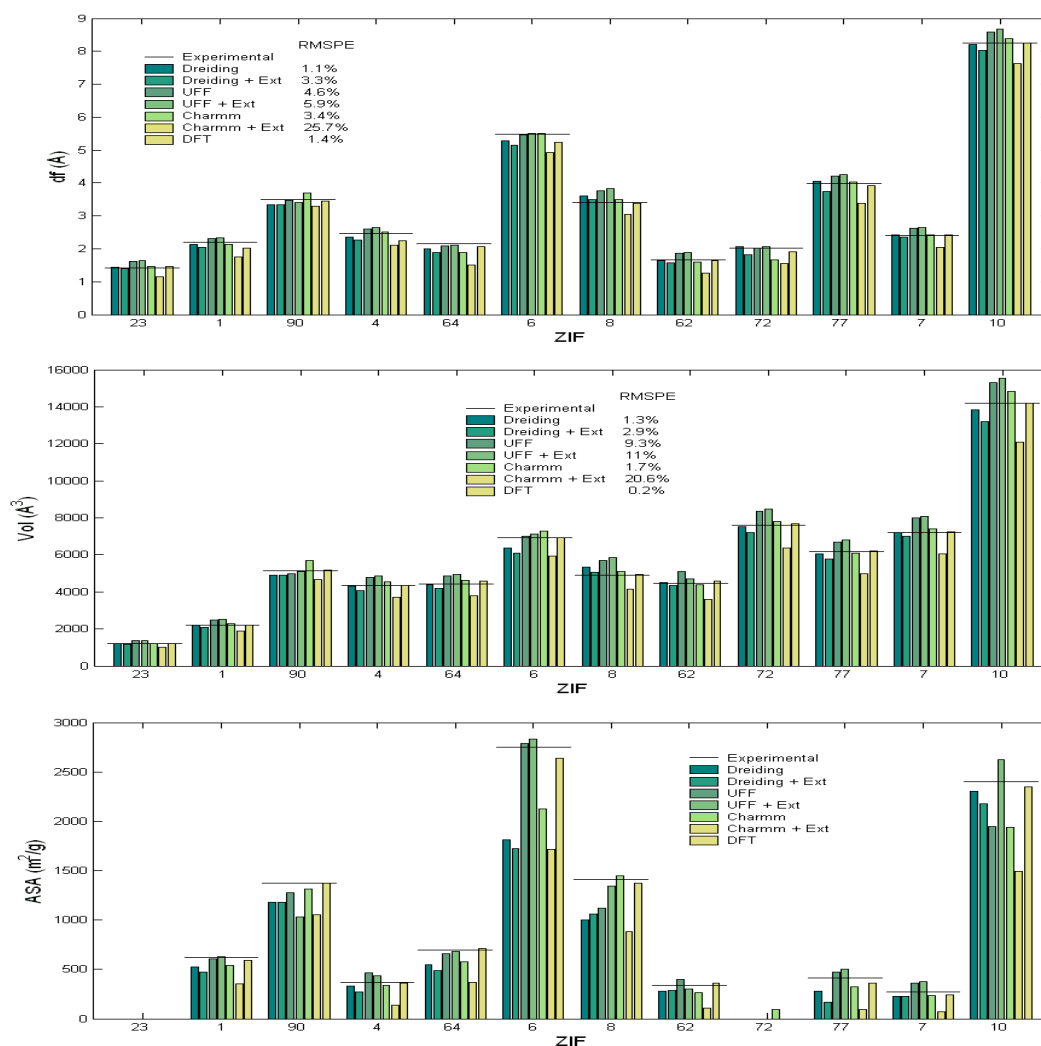 9
8
7
6
5
4
3
2
1
0
df (A)
RMSPE
Experimental
Dreiding 1.1%
Dreiding + Ext 3.3%
UFF 4.6%
UFF + Ext 5.9%
Charmm 3.4%
Charmm + Ext 25.7%
DFT 1.4%
23 1 90 4 64 6 8 62 72 77 7 10
ZIF
16000
14000
12000
10000
8000
6000
4000
2000
0
Vol (A³)
RMSPE
Experimental
Dreiding 1.3%
Dreiding + Ext 2.9%
UFF 9.3%
UFF + Ext 11%
Charmm 1.7%
Charmm + Ext 20.6%
DFT 0.2%
23 1 90 4 64 6 8 62 72 77 7 10
ZIF
3000
2500
2000
1500
1000
500
0
ASA (m²/g)
Experimental
Dreiding
Dreiding + Ext
UFF
UFF + Ext
Charmm
Charmm + Ext
DFT
23 1 90 4 64 6 8 62 72 77 7 10
ZIF